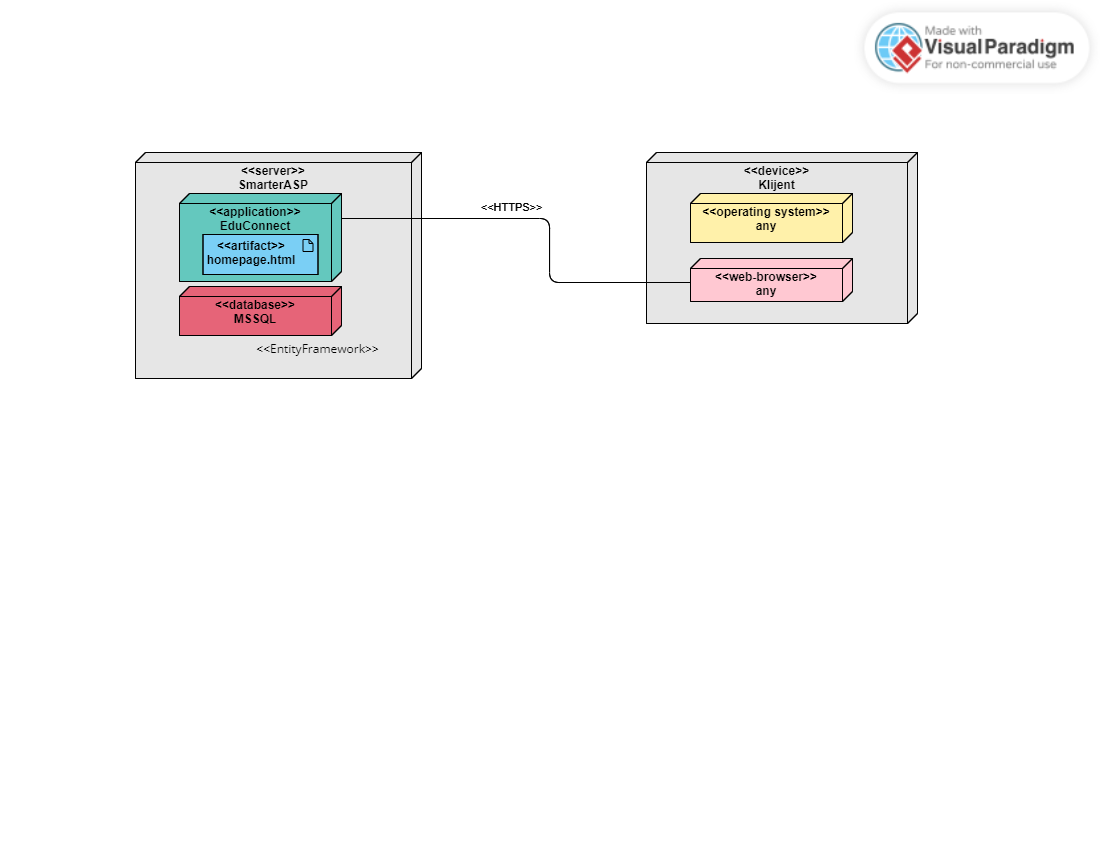 Made with
Visual Paradigm
For non-commercial use
<<server>>
SmarterASP
<<application>>
EduConnect
<<artifact>>
homepage.html
<<database>>
MSSQL
<<EntityFramework>>
<<HTTPS>>
<<device>>
Klijent
<<operating system>>
any
<<web-browser>>
any